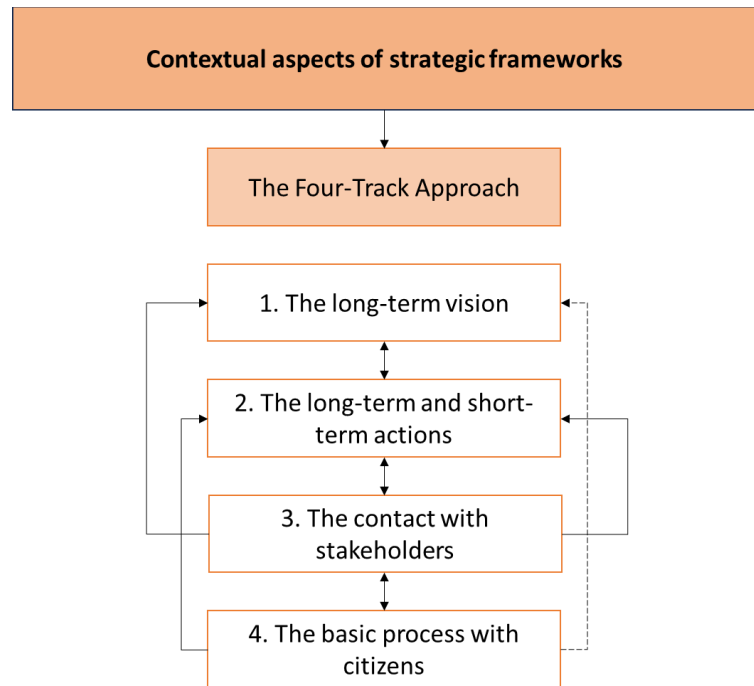 Contextual aspects of strategic frameworks
The Four-Track Approach
1. The long-term vision
2. The long-term and short-
term actions
3. The contact with
stakeholders
4. The basic process with
citizens